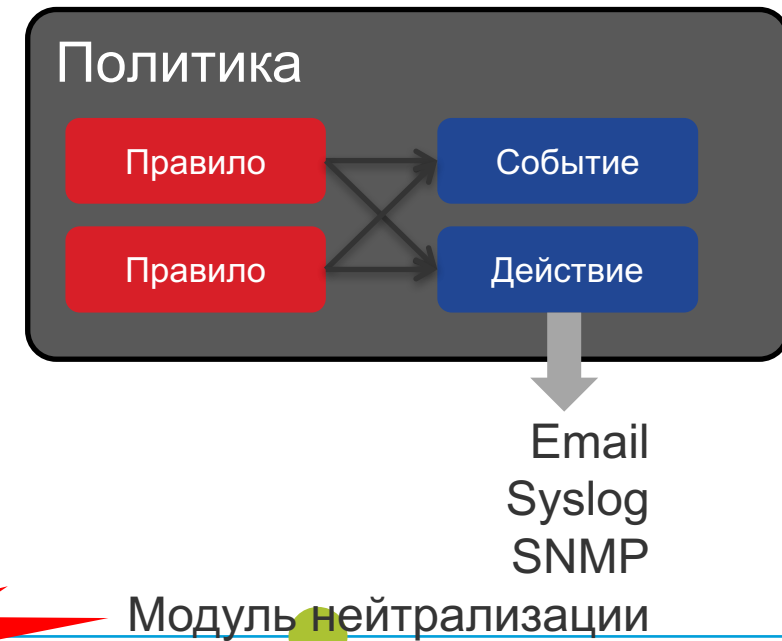 Политика
Правило
Событие
Правило
Действие
Email
Syslog
SNMP
Модуль нейтрализации